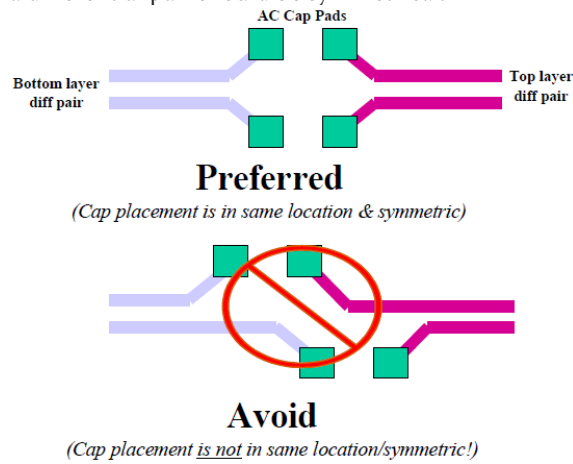 AC Cap Pads
Bottom layer
diff pair
Top layer
diff pair
Preferred
(Cap placement is in same location & symmetric)
Avoid
(Cap placement is not in same location/symmetric!)